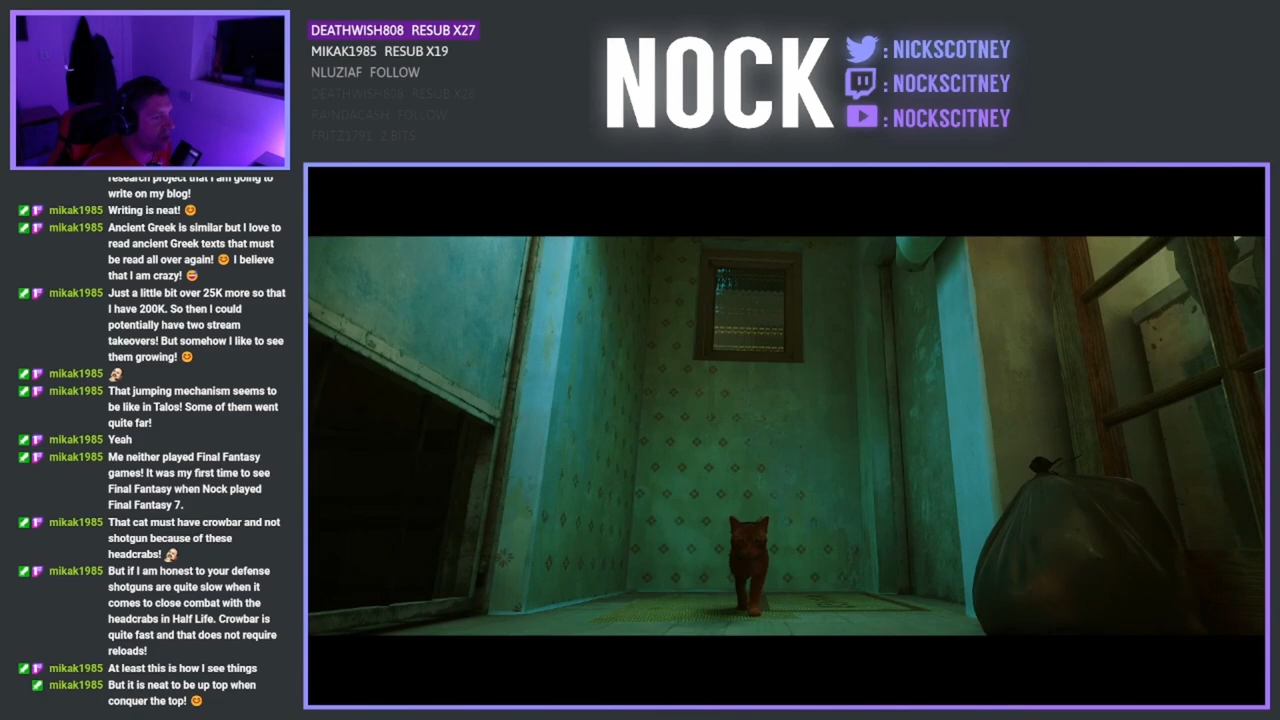 DEATHWISH808 RESUB X27
MIKAK1985 RESUB X19
NLUZIAF FOLLOW
DEATHWISH808 RESUB X26
RA1NDACASH FOLLOW
FRITZ1791 2 BITS
NOCK
: NICKSCOTNEY
: NOCKSCITNEY
: NOCKSCITNEY
research project that I am going to
write on my blog!
mikak1985 Writing is neat! 😊
mikak1985 Ancient Greek is similar but I love to
read ancient Greek texts that must
be read all over again! 😊 I believe
that I am crazy! 😅
mikak1985 Just a little bit over 25K more so that
I have 200K. So then I could
potentially have two stream
takeovers! But somehow I like to see
them growing! 😊
mikak1985
mikak1985 That jumping mechanism seems to
be like in Talos! Some of them went
quite far!
mikak1985 Yeah
mikak1985 Me neither played Final Fantasy
games! It was my first time to see
Final Fantasy when Nock played
Final Fantasy 7.
mikak1985 That cat must have crowbar and not
shotgun because of these
headcrabs!
mikak1985 But if I am honest to your defense
shotguns are quite slow when it
comes to close combat with the
headcrabs in Half Life. Crowbar is
quite fast and that does not require
reloads!
mikak1985 At least this is how I see things
mikak1985 But it is neat to be up top when
conquer the top! 😊